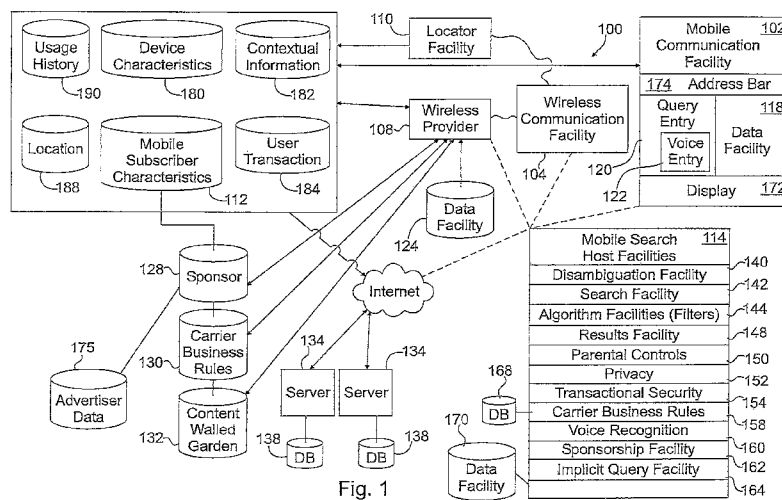 110
Locator
Facility
100
Mobile 102
Communication
Facility
174 Address Bar
Query
Entry
118
Data
Facility
Voice
Entry
120
122
Display 172
Usage
History
190
Device
Characteristics
180
Contextual
Information
182
Location
188
Mobile
Subscriber
Characteristics
112
User
Transaction
184
Wireless
Provider
108
Wireless
Communication
Facility
104
Data
Facility
124
128
Sponsor
Internet
130
Carrier
Business
Rules
175
Advertiser
Data
132
Content
Walled
Garden
134
134
Server
Server
138
DB
DB
138
Mobile Search 114
Host Facilities
140
Disambiguation Facility
142
Search Facility
144
Algorithm Facilities (Filters)
148
Results Facility
150
Parental Controls
152
Privacy
154
Transactional Security
158
Carrier Business Rules
160
Voice Recognition
162
Sponsorship Facility
164
Implicit Query Facility
168
DB
170
Data
Facility
Fig. 1